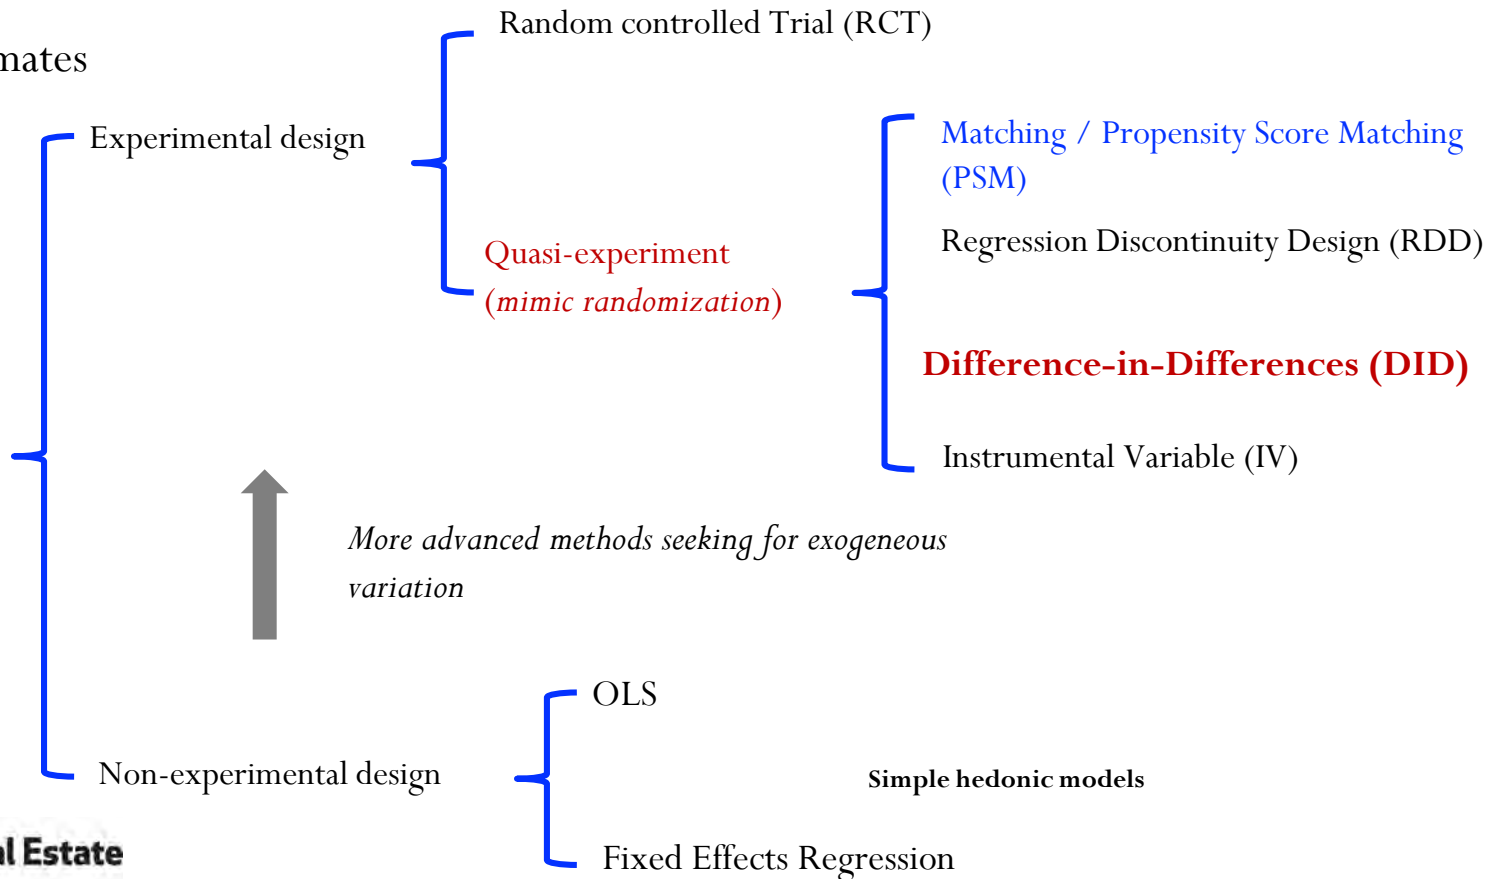 Random controlled Trial (RCT)
mates
Experimental design
Matching / Propensity Score Matching
(PSM)
Quasi-experiment
(mimic randomization)
Regression Discontinuity Design (RDD)
Difference-in-Differences (DID)
Instrumental Variable (IV)
More advanced methods seeking for exogeneous
variation
OLS
Non-experimental design
Simple hedonic models
al Estate
Fixed Effects Regression